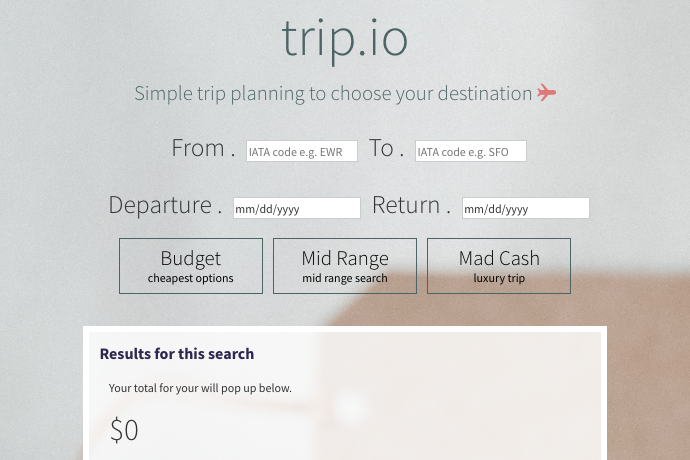 trip.io
Simple trip planning to choose your destination
From . IATA code e.g. EWR To . IATA code e.g. SFO
Departure . mm/dd/yyyy Return . mm/dd/yyyy
Budget Mid Range Mad Cash
cheapest options mid range search luxury trip
Results for this search
Your total for your will pop up below.
$0